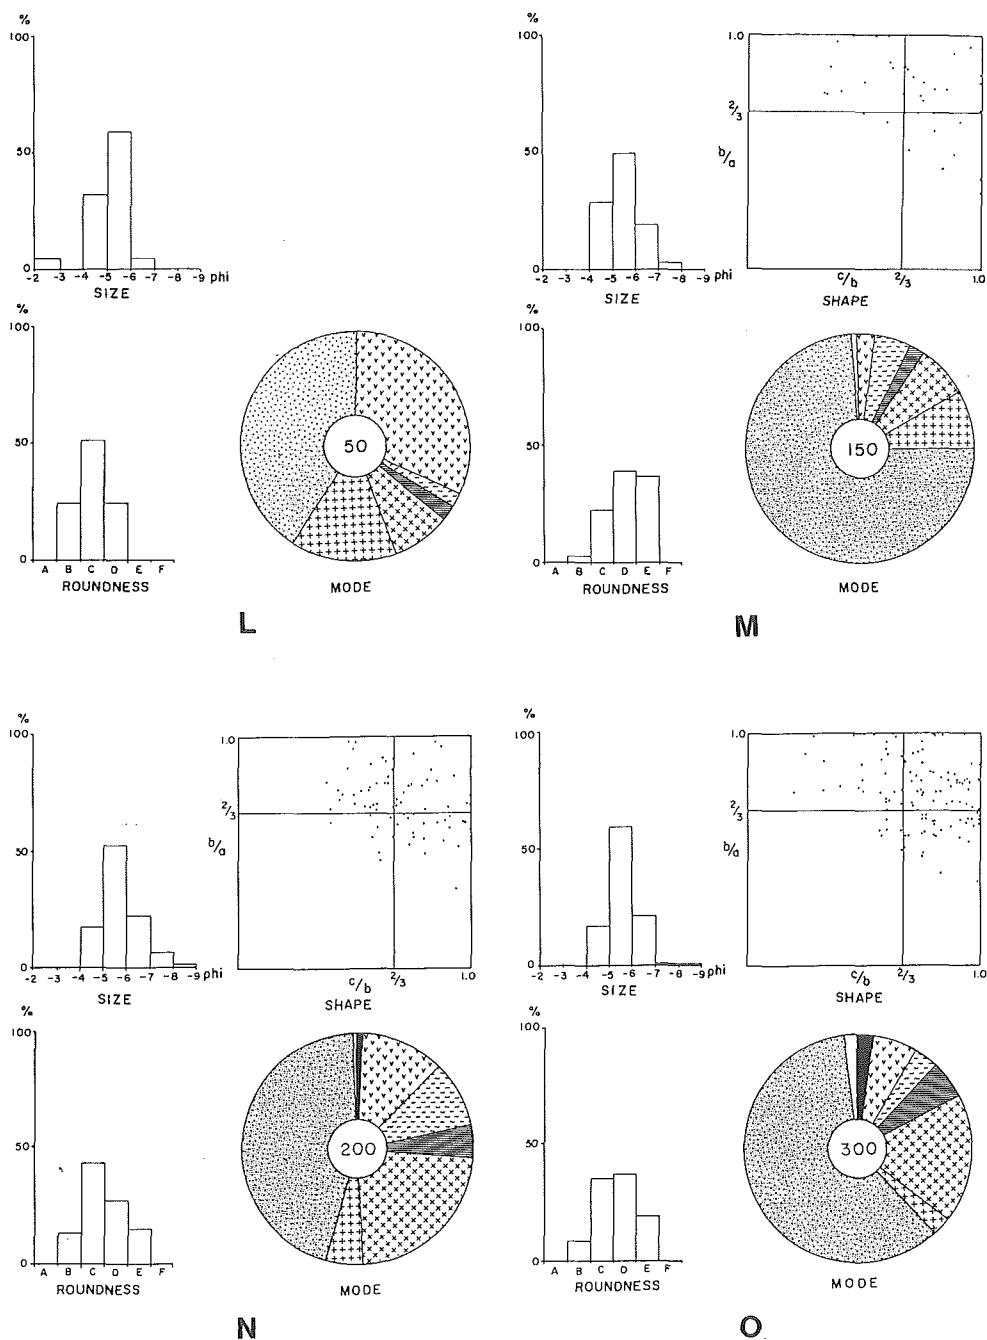 %
100
50
0
-2 -3 -4 -5 -6 -7 -8 -9 phi
SIZE
%
100
50
0
A B C D E F
ROUNDNESS
50
MODE
L
%
100
50
0
-2 -3 -4 -5 -6 -7 -8 -9 phi
SIZE
1.0
2/3
b/a
c/b 2/3 1.0
SHAPE
%
100
50
0
A B C D E F
ROUNDNESS
150
MODE
M
%
100
50
0
-2 -3 -4 -5 -6 -7 -8 -9 phi
SIZE
1.0
2/3
b/a
c/b 2/3 1.0
SHAPE
%
100
50
0
A B C D E F
ROUNDNESS
200
MODE
N
%
100
50
0
-2 -3 -4 -5 -6 -7 -8 -9 phi
SIZE
1.0
2/3
b/a
c/b 2/3 1.0
SHAPE
%
100
50
0
A B C D E F
ROUNDNESS
300
MODE
O